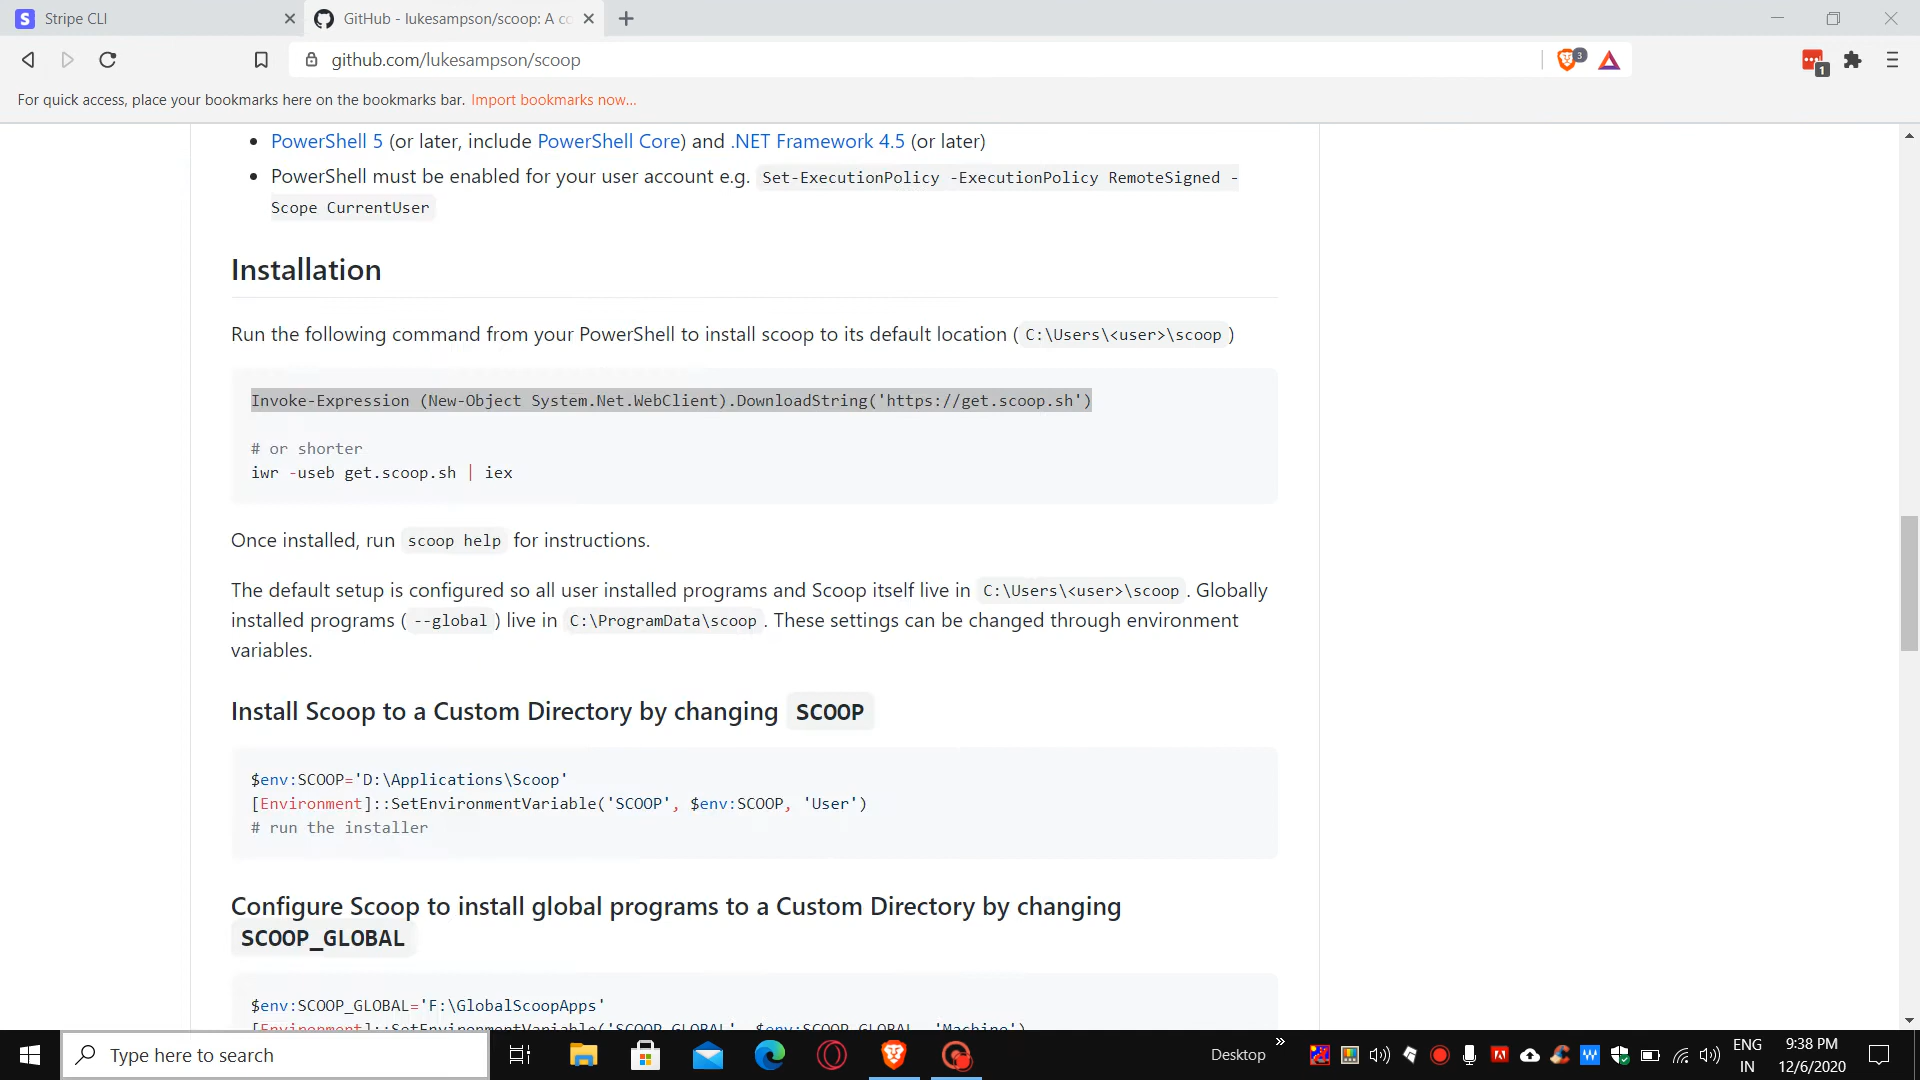 Stripe CLI
GitHub - lukesampson/scoop: A co
github.com/lukesampson/scoop
3
1
For quick access, place your bookmarks here on the bookmarks bar. Import bookmarks now...
PowerShell 5 (or later, include PowerShell Core) and .NET Framework 4.5 (or later)
PowerShell must be enabled for your user account e.g. Set-ExecutionPolicy -ExecutionPolicy RemoteSigned -
Scope CurrentUser
Installation
Run the following command from your PowerShell to install scoop to its default location ( C:\Users\<user>\scoop )
Invoke-Expression (New-Object System.Net.WebClient).DownloadString('https://get.scoop.sh')
# or shorter
iwr -useb get.scoop.sh | iex
Once installed, run scoop help for instructions.
The default setup is configured so all user installed programs and Scoop itself live in C:\Users\<user>\scoop . Globally
installed programs ( --global ) live in C:\ProgramData\scoop . These settings can be changed through environment
variables.
Install Scoop to a Custom Directory by changing SCOOP
$env:SCOOP='D:\Applications\Scoop'
[Environment]::SetEnvironmentVariable('SCOOP', $env:SCOOP, 'User')
# run the installer
Configure Scoop to install global programs to a Custom Directory by changing
SCOOP_GLOBAL
$env:SCOOP_GLOBAL='F:\GlobalScoopApps'
[Environment]::SetEnvironmentVariable('SCOOP_GLOBAL', $env:SCOOP_GLOBAL, 'Machine')
Type here to search
Desktop
ENG
IN
9:38 PM
12/6/2020